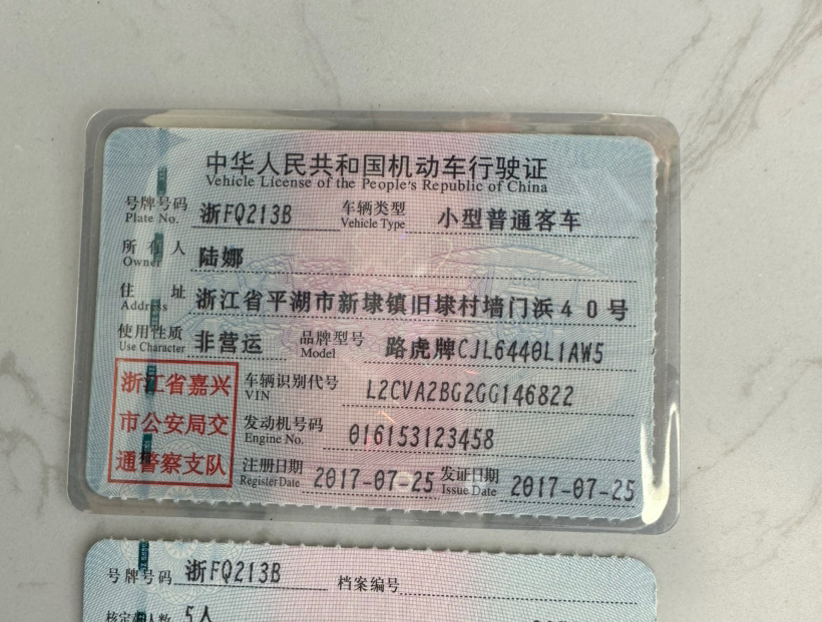 中华人民共和国机动车行驶证
Vehicle License of the People's Republic of China
号牌号码 浙FQ213B 车辆类型 小型普通客车
Plate No. Vehicle Type
所有人 陆娜
Owner
住址 浙江省平湖市新埭镇旧埭村墙门浜40号
Address
使用性质 非营运 品牌型号 路虎牌CJL6440L1AW5
Use Character Model
浙江省嘉兴
市公安局交
通警察支队
车辆识别代号 L2CVA2BG2GG146822
VIN
发动机号码 016153123458
Engine No.
注册日期 2017-07-25 发证日期 2017-07-25
Register Date Issue Date
号牌号码 浙FQ213B 档案编号
5人